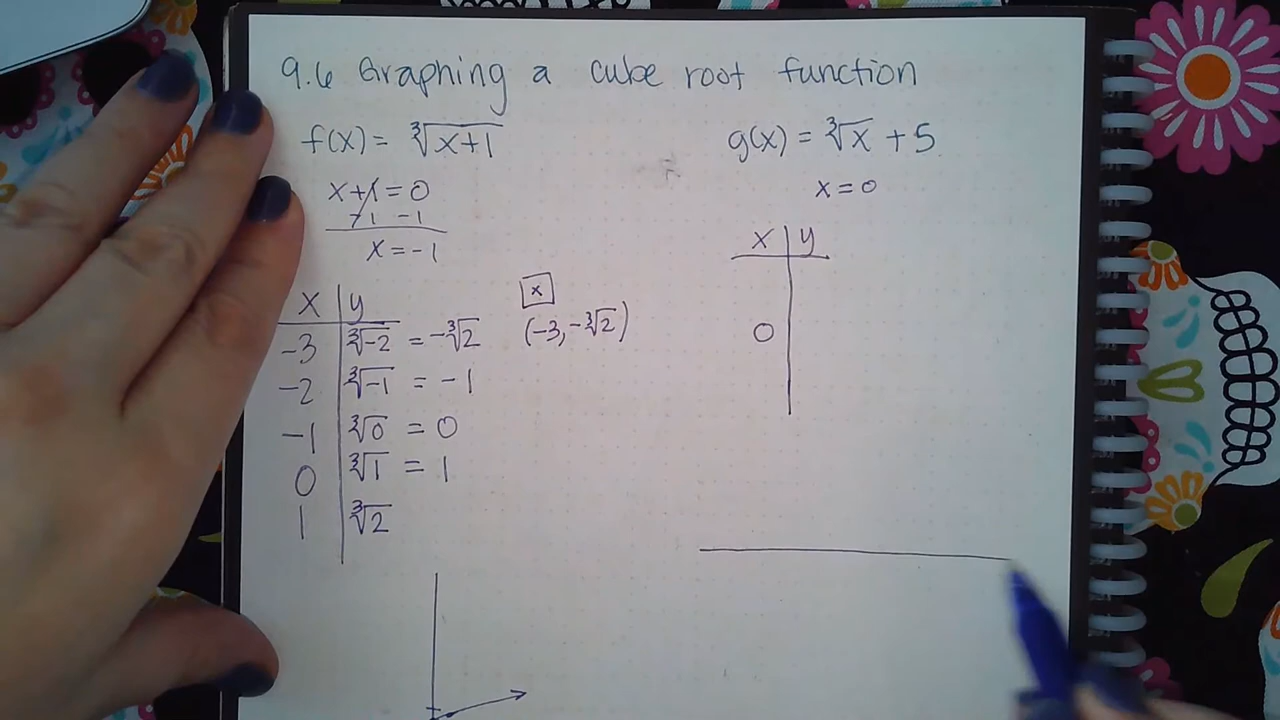 9.6 Graphing a cube root function
f(x) = ∛(x+1)
x+1=0
-1 -1
x=-1
x | y
-3 | ∛-2 = -∛2
-2 | ∛-1 = -1
-1 | ∛0 = 0
0 | ∛1 = 1
1 | ∛2
x
(-3, -∛2)
g(x) = ∛x + 5
x=0
x | y
0